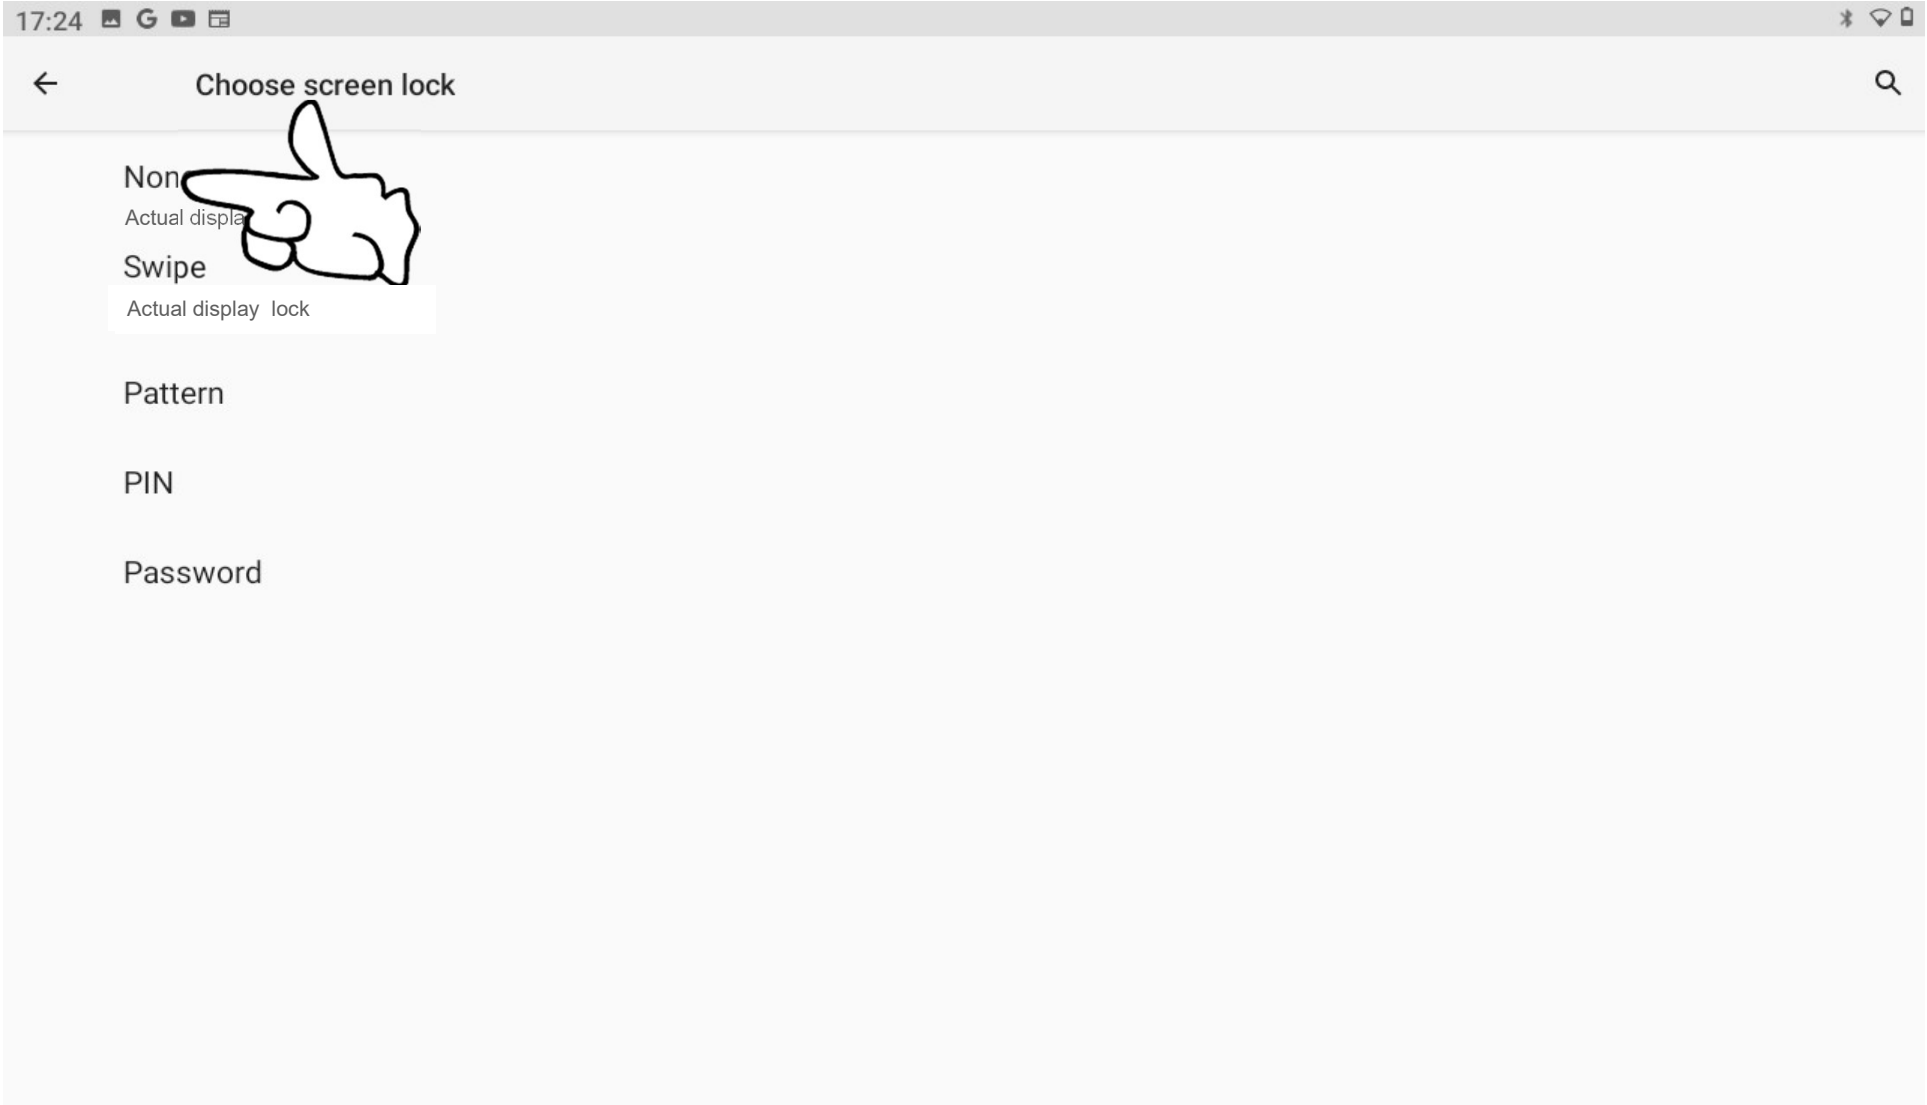 17:24
Choose screen lock
Non
Actual displa
Swipe
Actual display lock
Pattern
PIN
Password